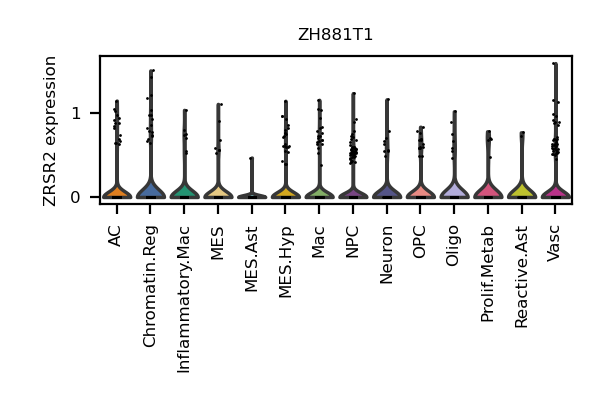 ZH881T1
ZRSR2 expression
1
0
AC
Chromatin.Reg
Inflammatory.Mac
MES
MES.Ast
MES.Hyp
Mac
NPC
Neuron
OPC
Oligo
Prolif.Metab
Reactive.Ast
Vasc